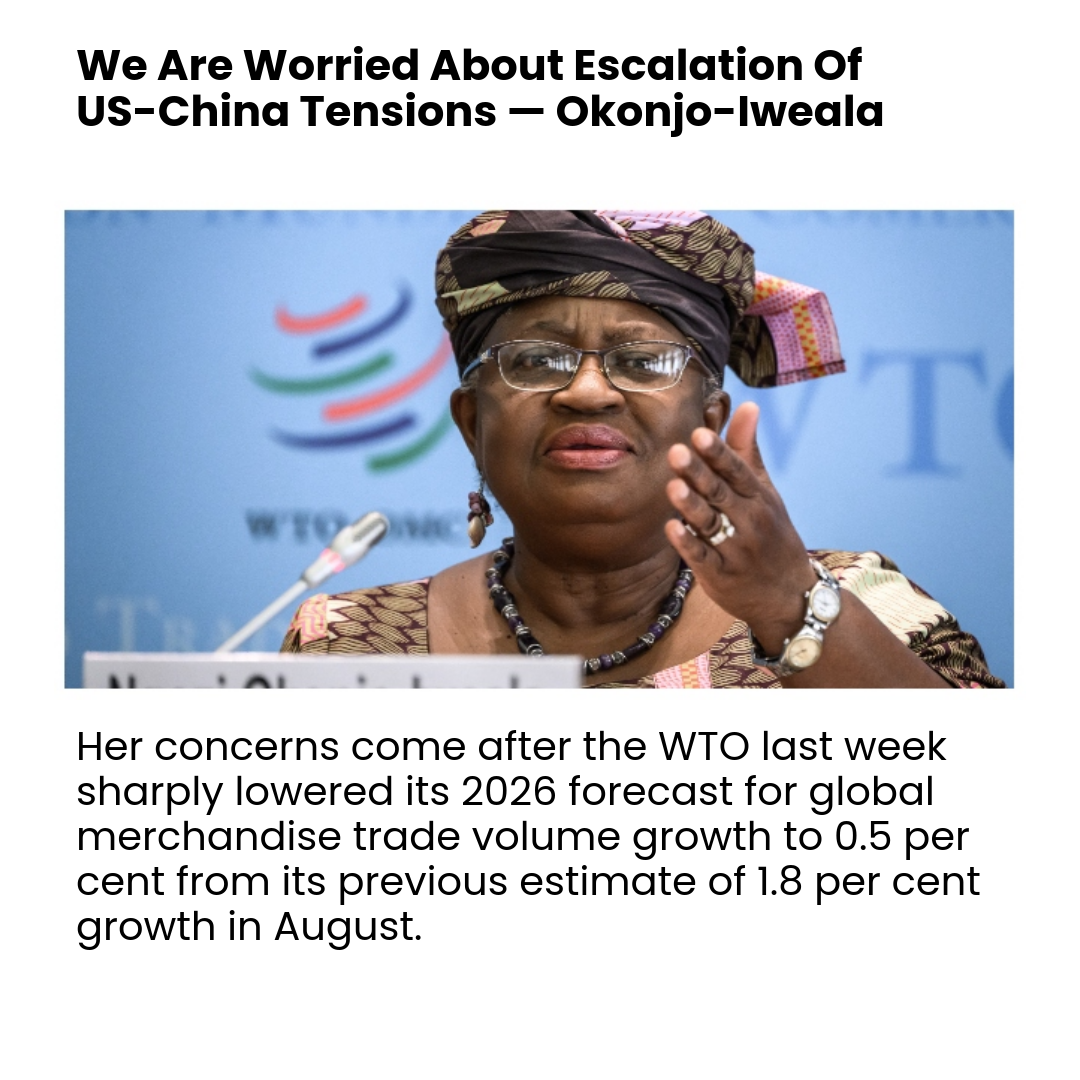 We Are Worried About Escalation Of
US-China Tensions — Okonjo-Iweala
WTO OMC
WTO
Her concerns come after the WTO last week
sharply lowered its 2026 forecast for global
merchandise trade volume growth to 0.5 per
cent from its previous estimate of 1.8 per cent
growth in August.